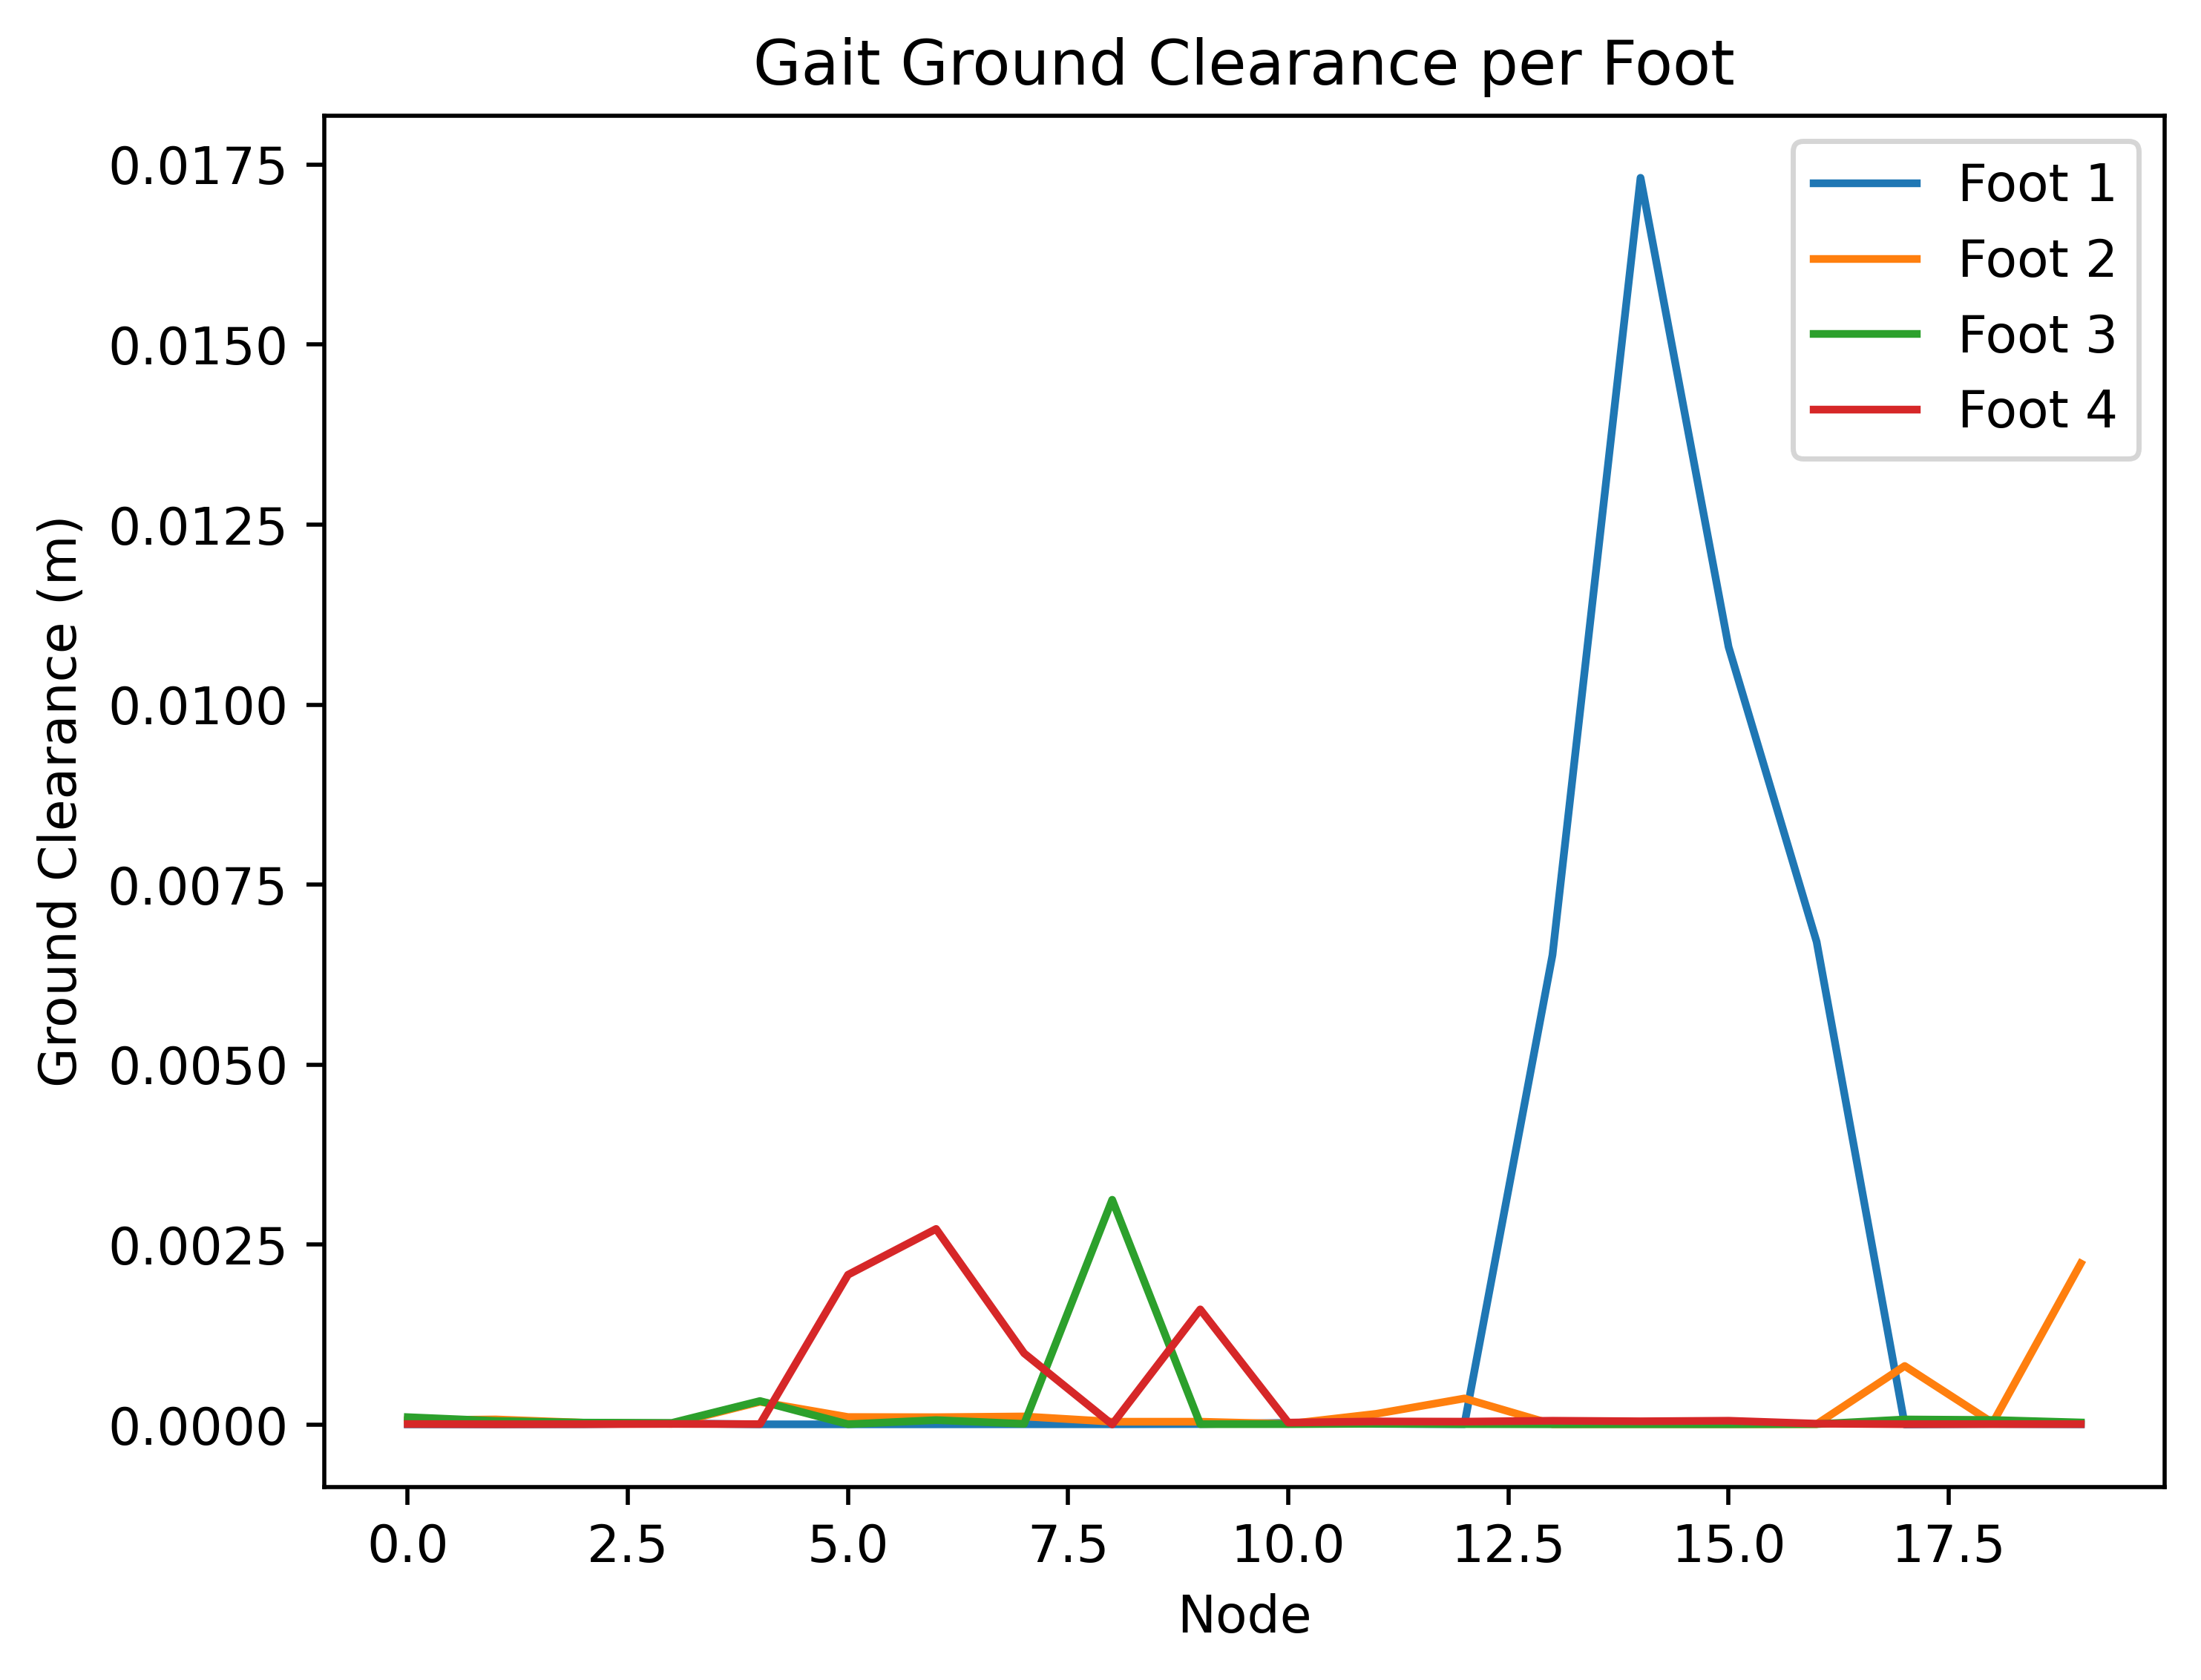 Gait Ground Clearance per Foot
Ground Clearance (m)
0.0175
0.0150
0.0125
0.0100
0.0075
0.0050
0.0025
0.0000
Foot 1
Foot 2
Foot 3
Foot 4
0.0 2.5 5.0 7.5 10.0 12.5 15.0 17.5
Node